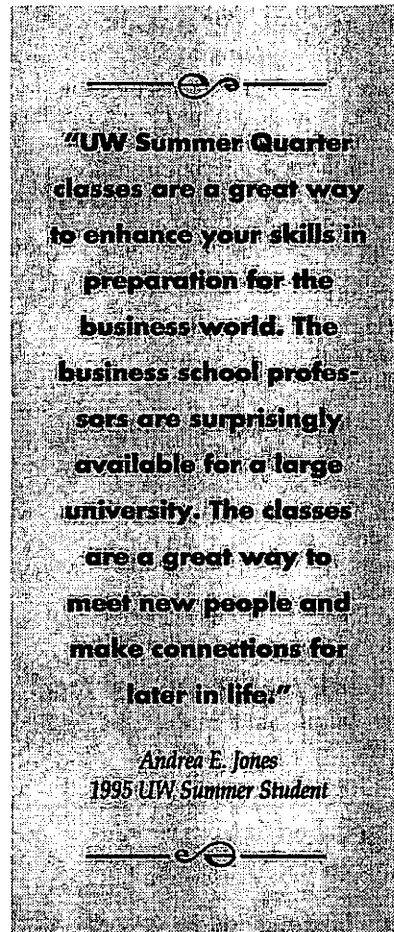 "UW Summer Quarter
classes are a great way
to enhance your skills in
preparation for the
business world. The
business school profes-
sors are surprisingly
available for a large
university. The classes
are a great way to
meet new people and
make connections for
later in life."
Andrea E. Jones
1995 UW Summer Student